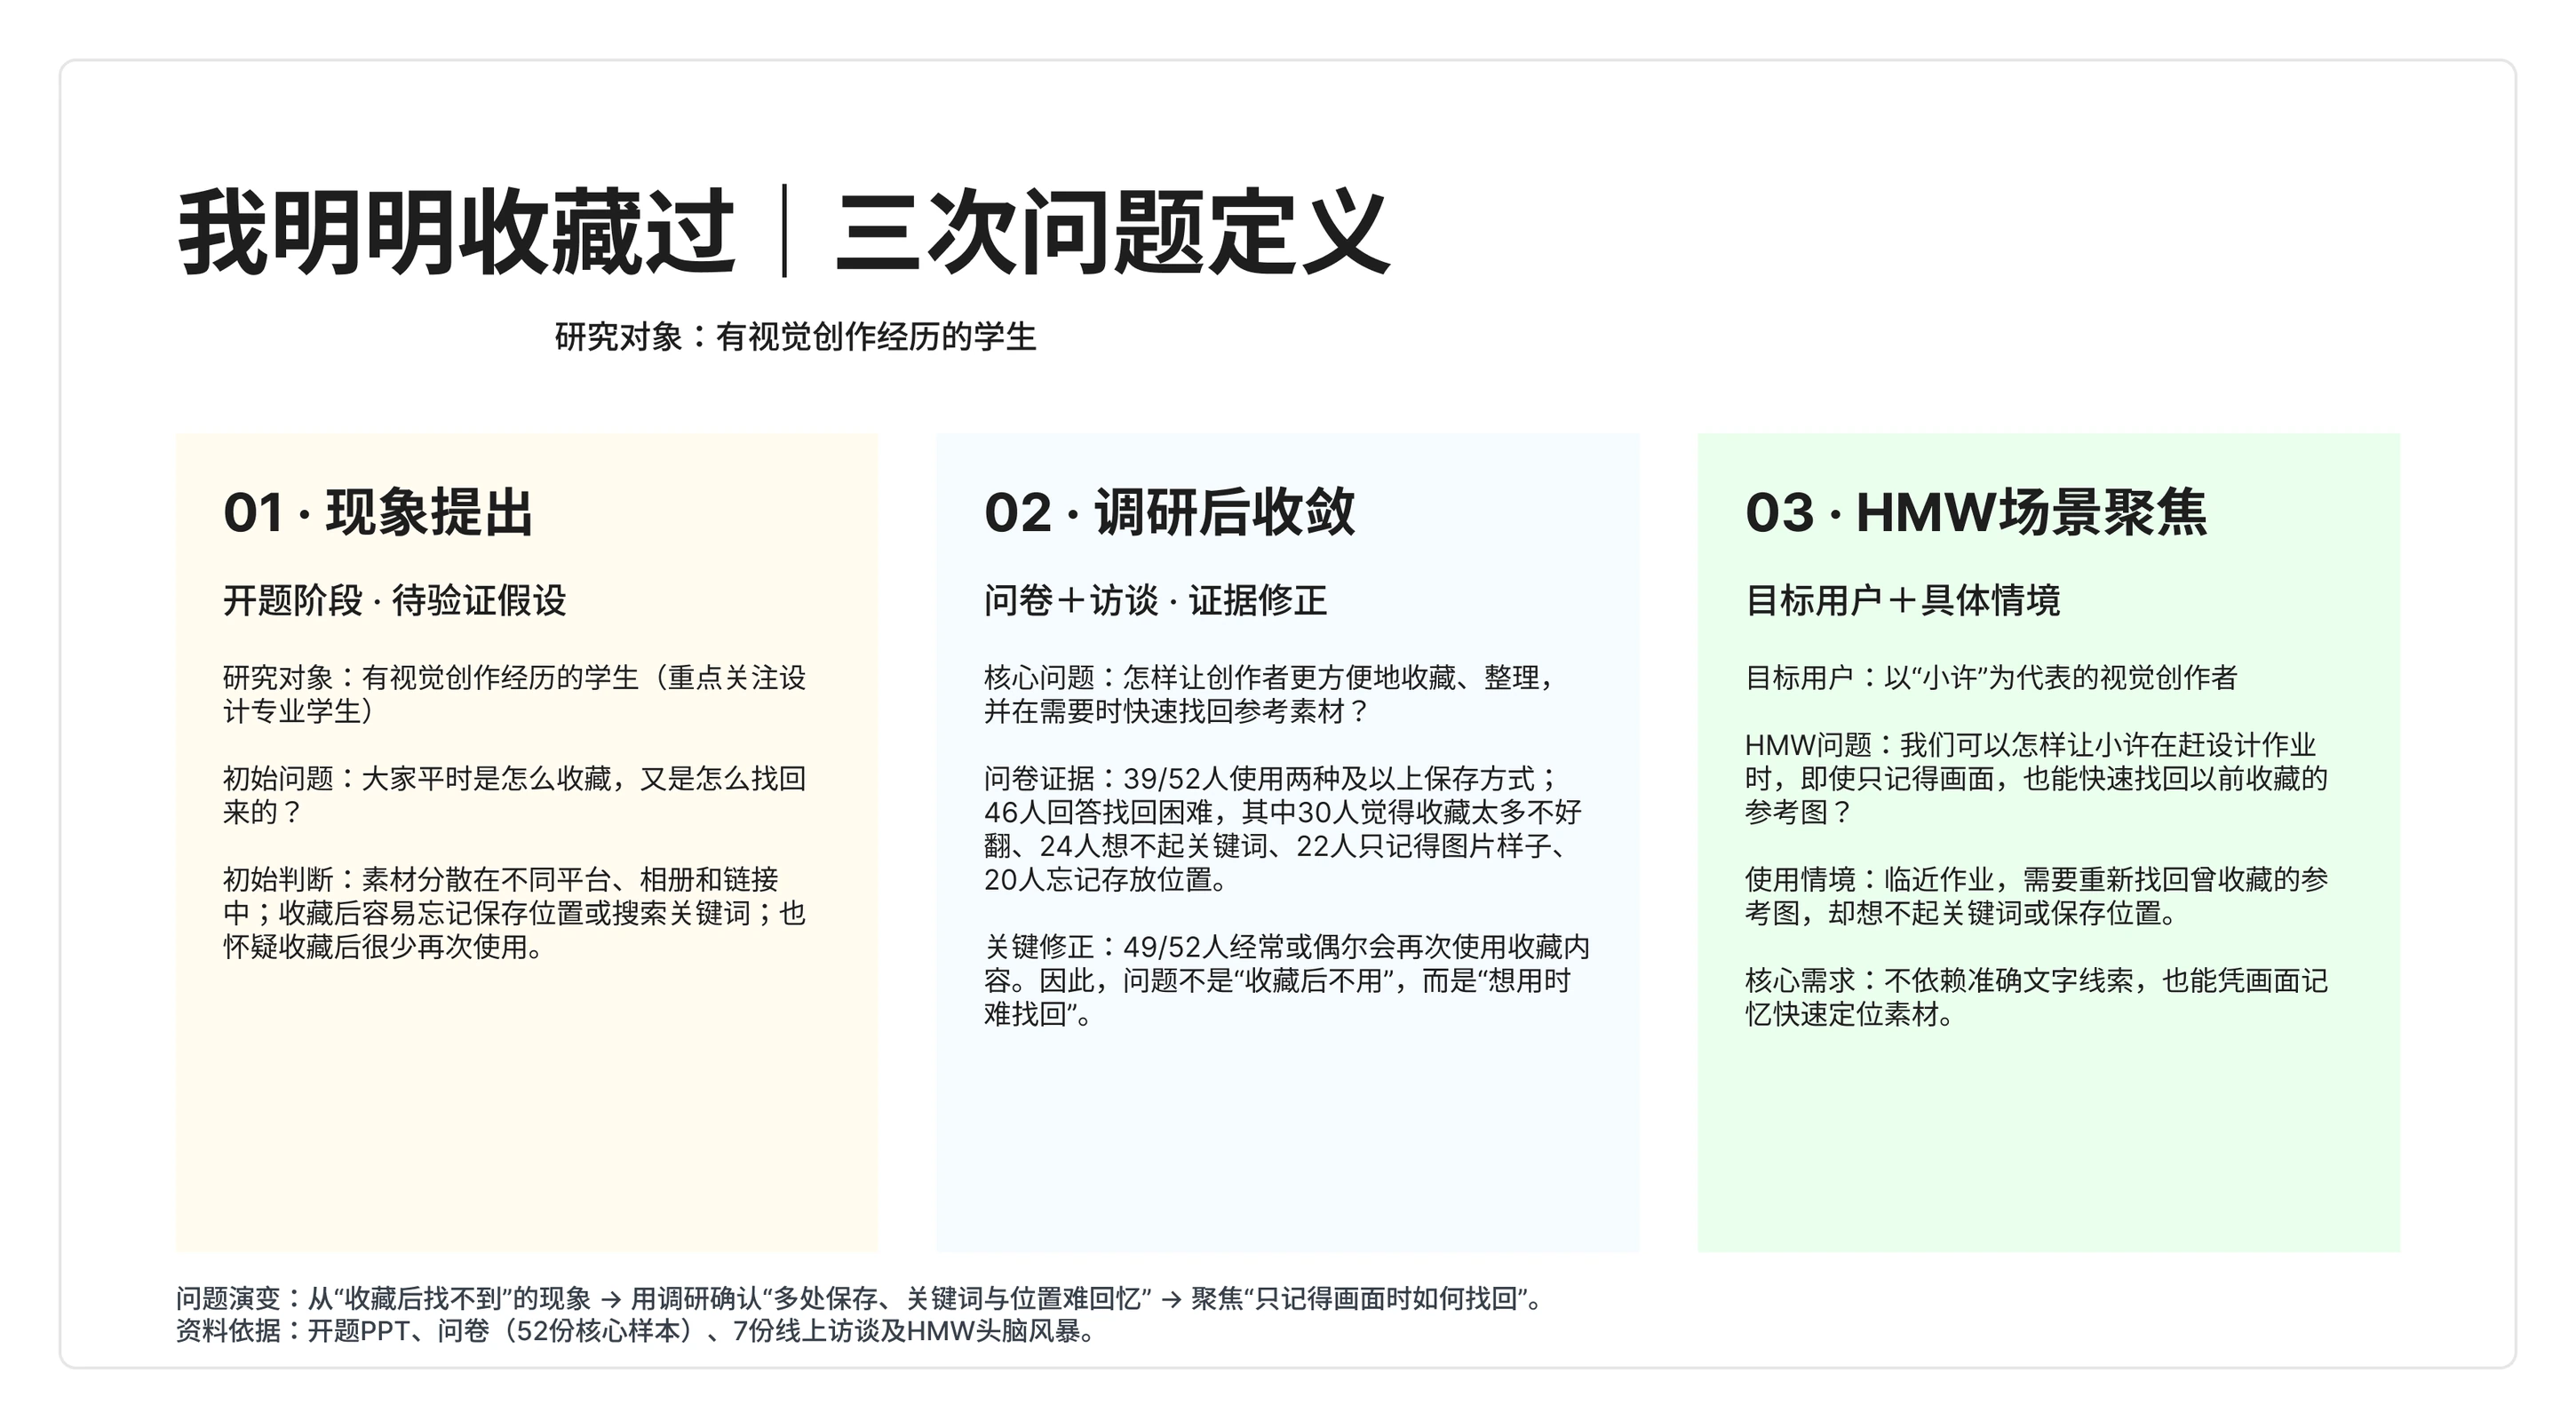 我明明收藏过｜三次问题定义
研究对象：有视觉创作经历的学生
01 · 现象提出
开题阶段 · 待验证假设
研究对象：有视觉创作经历的学生（重点关注设
计专业学生）
初始问题：大家平时是怎么收藏，又是怎么找回
来的？
初始判断：素材分散在不同平台、相册和链接
中；收藏后容易忘记保存位置或搜索关键词；也
怀疑收藏后很少再次使用。
02 · 调研后收敛
问卷＋访谈 · 证据修正
核心问题：怎样让创作者更方便地收藏、整理，
并在需要时快速找回参考素材？
问卷证据：39/52人使用两种及以上保存方式；
46人回答找回困难，其中30人觉得收藏太多不好
翻、24人想不起关键词、22人只记得图片样子、
20人忘记存放位置。
关键修正：49/52人经常或偶尔会再次使用收藏内
容。因此，问题不是“收藏后不用”，而是“想用时
难找回”。
03 · HMW场景聚焦
目标用户＋具体情境
目标用户：以“小许”为代表的视觉创作者
HMW问题：我们可以怎样让小许在赶设计作业
时，即使只记得画面，也能快速找回以前收藏的
参考图？
使用情境：临近作业，需要重新找回曾收藏的参
考图，却想不起关键词或保存位置。
核心需求：不依赖准确文字线索，也能凭画面记
忆快速定位素材。
问题演变：从“收藏后找不到”的现象 → 用调研确认“多处保存、关键词与位置难回忆” → 聚焦“只记得画面时如何找回”。
资料依据：开题PPT、问卷（52份核心样本）、7份线上访谈及HMW头脑风暴。